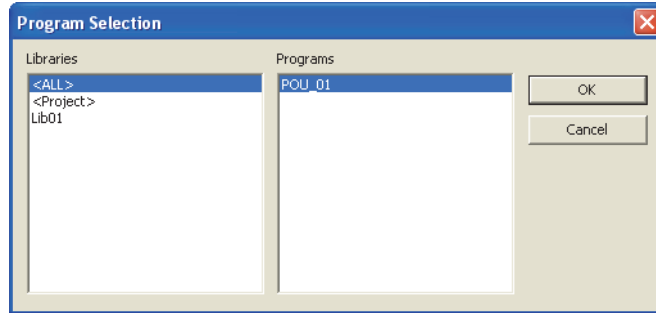 Program Selection
Libraries
Programs
<ALL>
<Project>
Lib01
POU_01
OK
Cancel